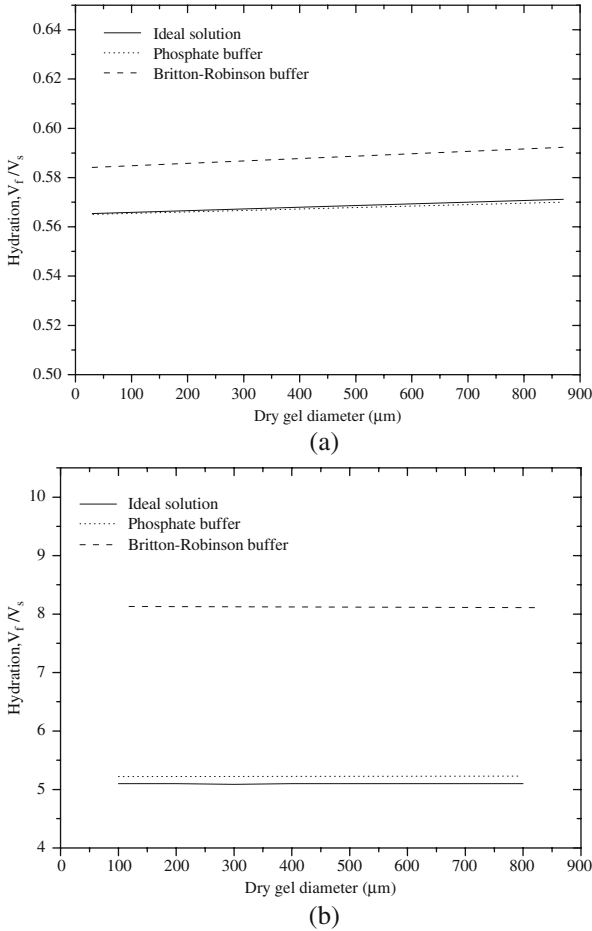 0.64
0.62
0.60
0.58
0.56
0.54
0.52
0.50
Hydration, V_f/V_s
Ideal solution
Phosphate buffer
Britton-Robinson buffer
0 100 200 300 400 500 600 700 800 900
Dry gel diameter (μm)
(a)
10
9
8
7
6
5
4
Hydration, V_f/V_s
Ideal solution
Phosphate buffer
Britton-Robinson buffer
0 100 200 300 400 500 600 700 800 900
Dry gel diameter (μm)
(b)